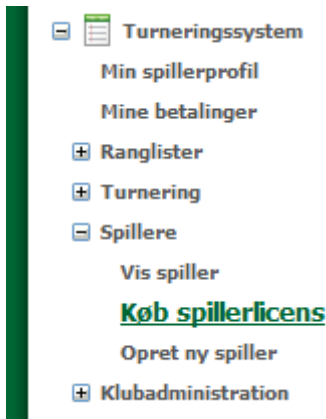 Turneringssystem
Min spillerprofil
Mine betalinger
Ranglister
Turnering
Spillere
Vis spiller
Køb spillerlicens
Opret ny spiller
Klubadministration